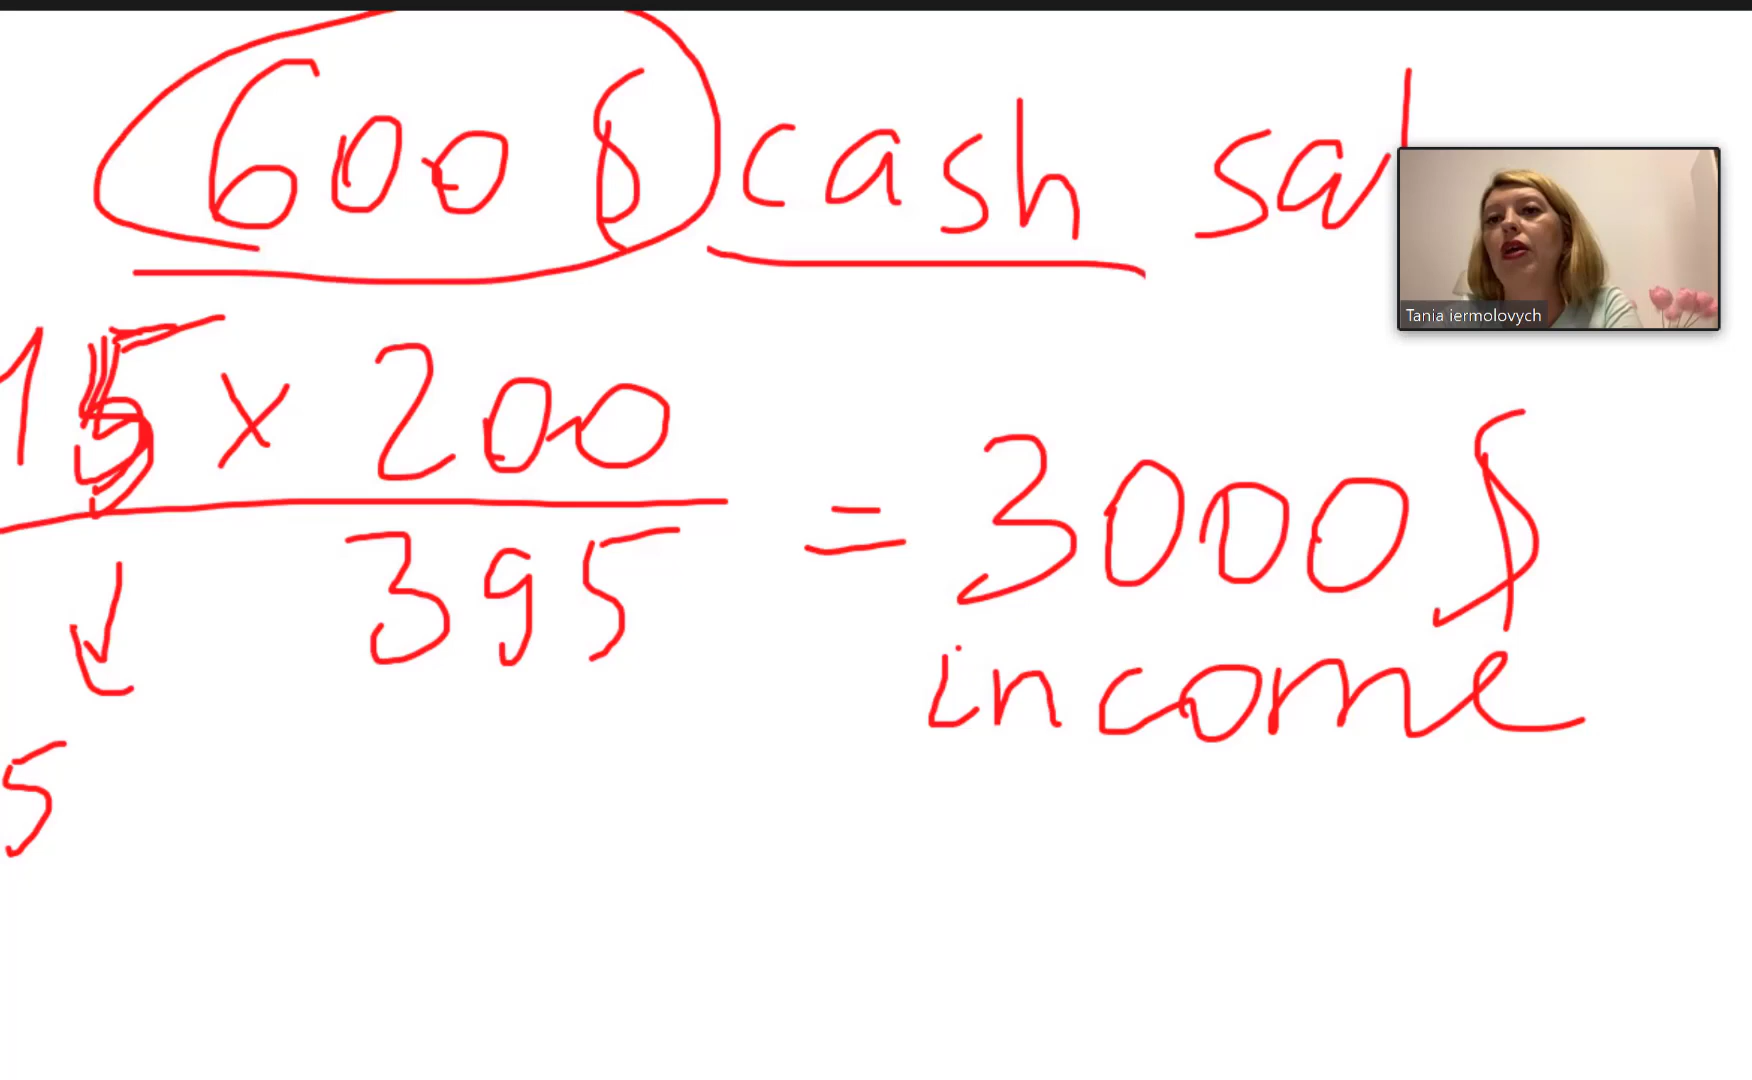 600 $ cash sal
Tania iermolovych
15 x 200
= 3000 $
395
income
5